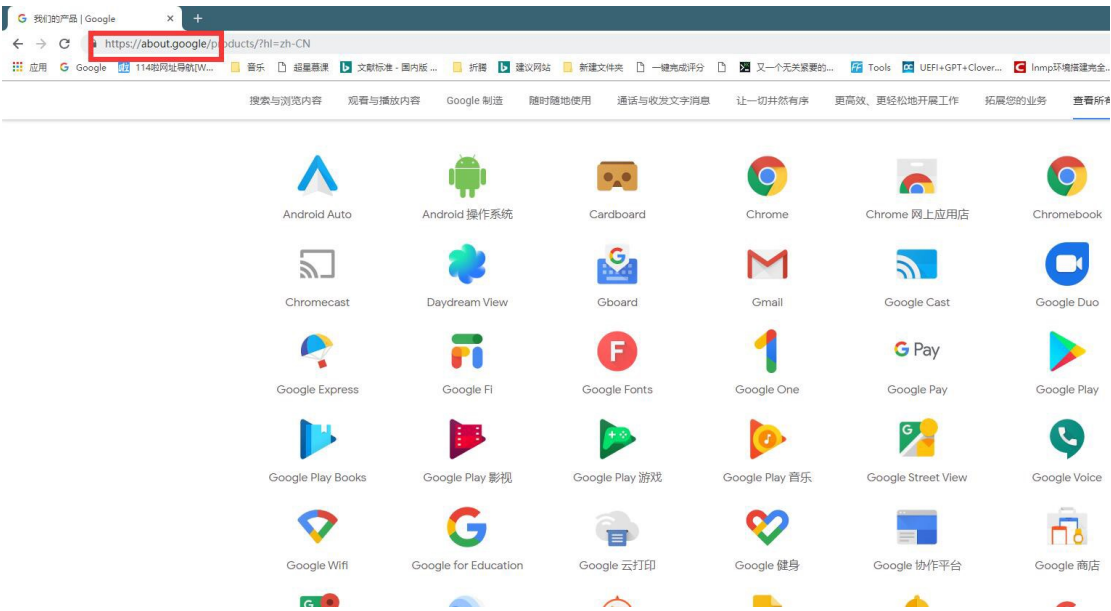 我们的产品 | Google
https://about.google/products/?hl=zh-CN
应用 Google 114啦网址导航[W... 音乐 超星慕课 文献标准 - 国内版 ... 折腾 建议网站 新建文件夹 一键完成评分 又一个无关紧要的... Tools UEFI+GPT+Clover... lnmp环境搭建完全...
搜索与浏览内容 观看与播放内容 Google 制造 随时随地使用 通话与收发文字消息 让一切井然有序 更高效、更轻松地开展工作 拓展您的业务 查看所有
Android Auto Android 操作系统 Cardboard Chrome Chrome 网上应用店 Chromebook
Chromecast Daydream View Gboard Gmail Google Cast Google Duo
G Pay
Google Express Google Fi Google Fonts Google One Google Pay Google Play
Google Play Books Google Play 影视 Google Play 游戏 Google Play 音乐 Google Street View Google Voice
Google Wifi Google for Education Google 云打印 Google 健身 Google 协作平台 Google 商店